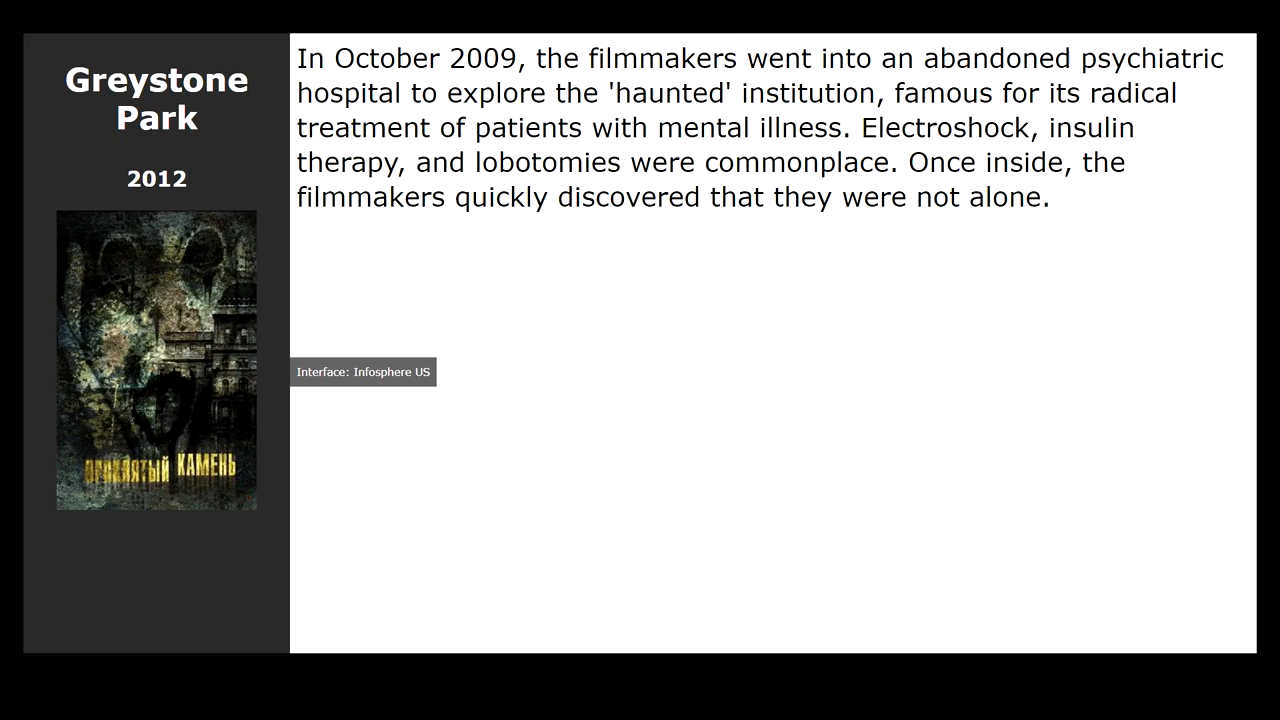 Greystone
Park
2012
ПРОКЛЯТЫЙ КАМЕНЬ
In October 2009, the filmmakers went into an abandoned psychiatric
hospital to explore the 'haunted' institution, famous for its radical
treatment of patients with mental illness. Electroshock, insulin
therapy, and lobotomies were commonplace. Once inside, the
filmmakers quickly discovered that they were not alone.
Interface: Infosphere US